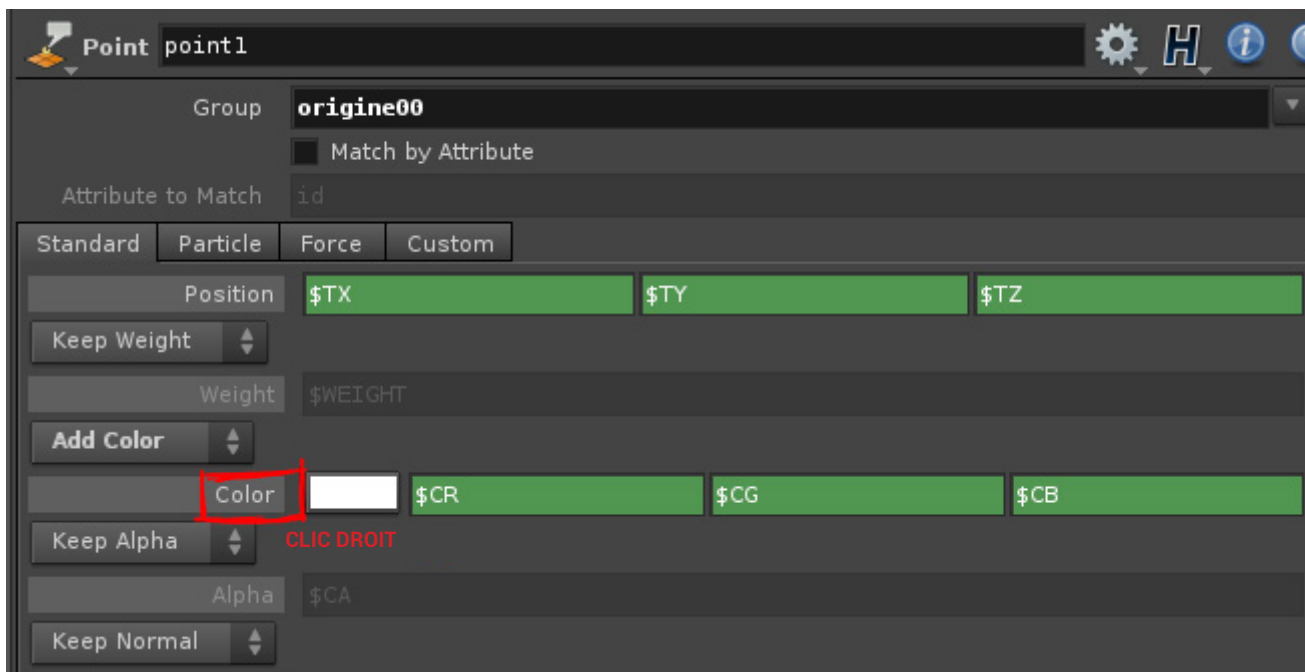 Point point1
Group origine00
Match by Attribute
Attribute to Match id
Standard Particle Force Custom
Position $TX $TY $TZ
Keep Weight
Weight $WEIGHT
Add Color
Color $CR $CG $CB
Keep Alpha CLIC DROIT
Alpha $CA
Keep Normal